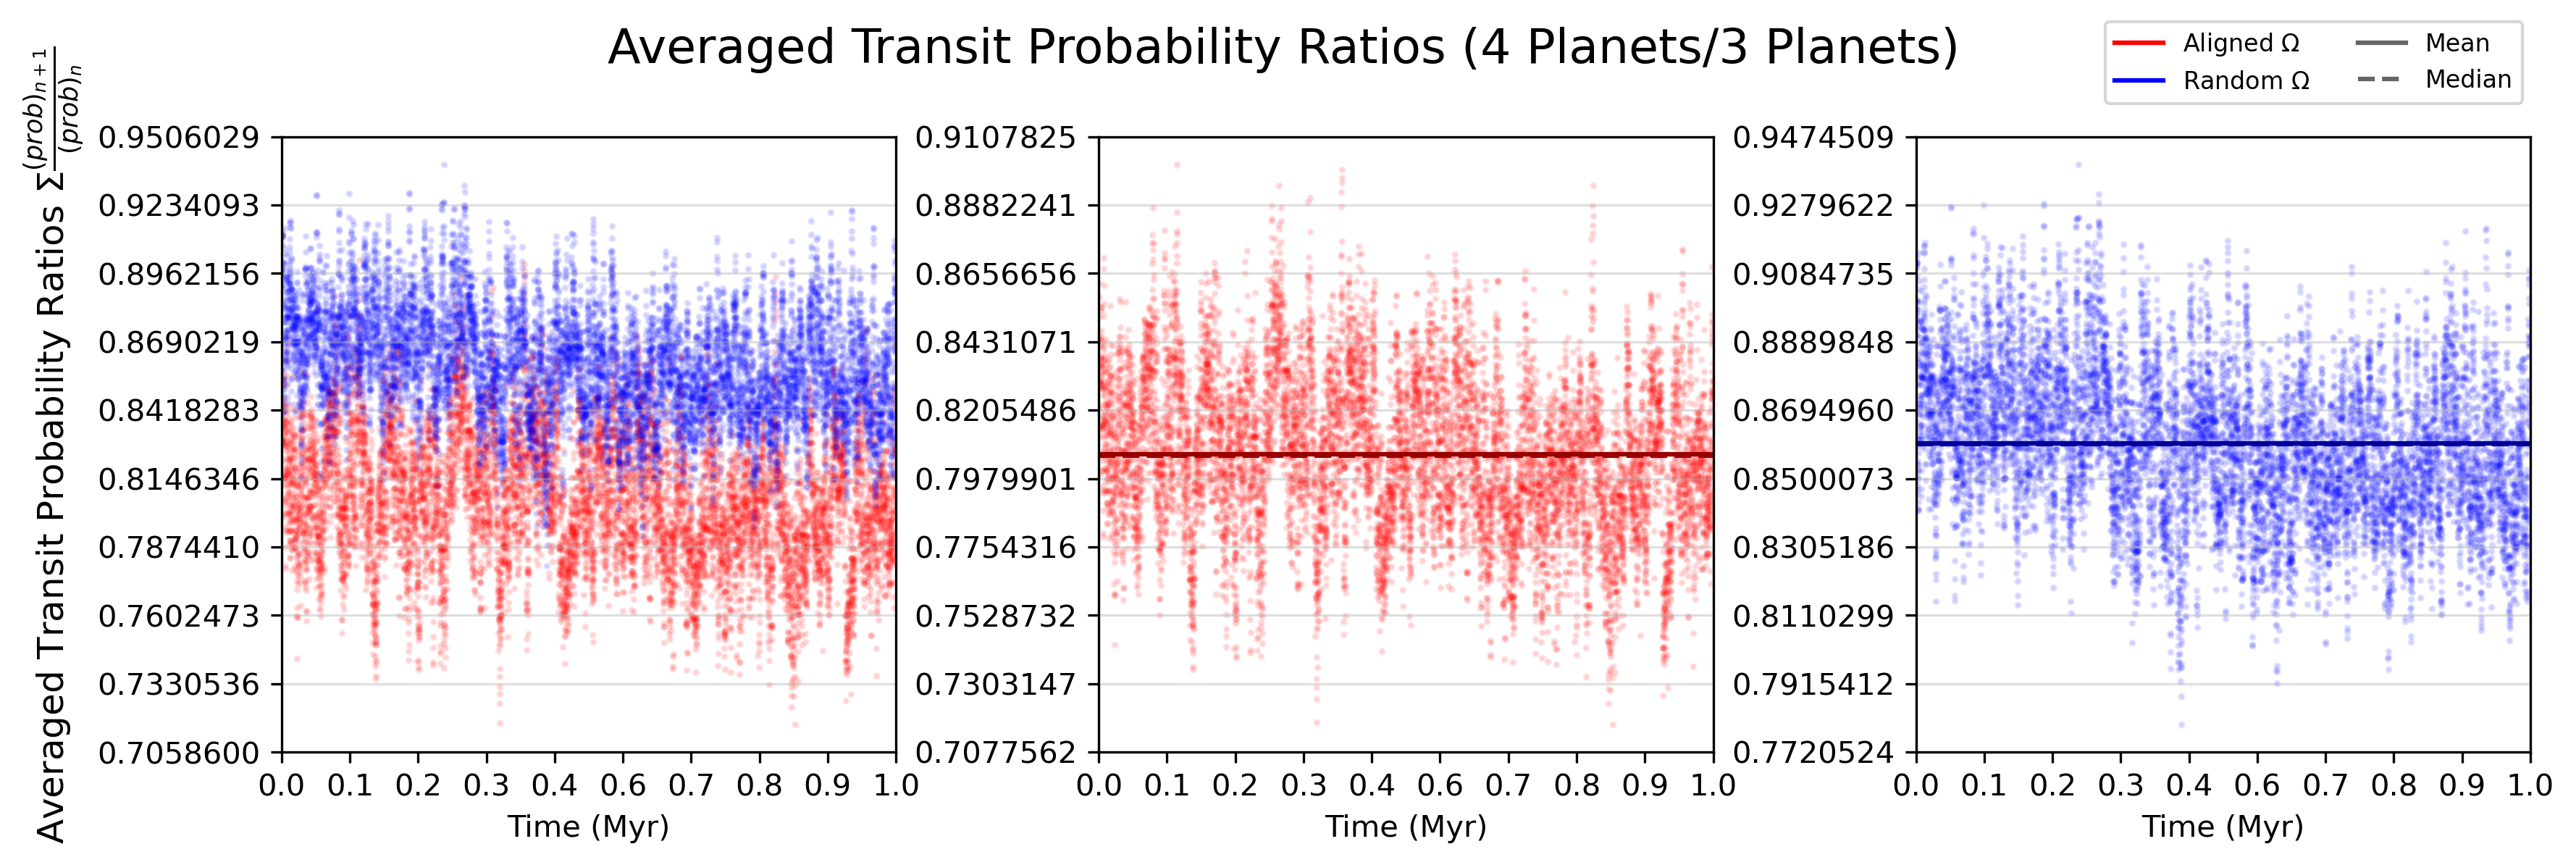 Averaged Transit Probability Ratios (4 Planets/3 Planets)
Aligned Ω
Random Ω
Mean
Median
Averaged Transit Probability Ratios Σ (prob)n+1 / (prob)n
0.9506029
0.9234093
0.8962156
0.8690219
0.8418283
0.8146346
0.7874410
0.7602473
0.7330536
0.7058600
0.0 0.1 0.2 0.3 0.4 0.6 0.7 0.8 0.9 1.0
Time (Myr)
0.9107825
0.8882241
0.8656656
0.8431071
0.8205486
0.7979901
0.7754316
0.7528732
0.7303147
0.7077562
0.0 0.1 0.2 0.3 0.4 0.6 0.7 0.8 0.9 1.0
Time (Myr)
0.9474509
0.9279622
0.9084735
0.8889848
0.8694960
0.8500073
0.8305186
0.8110299
0.7915412
0.7720524
0.0 0.1 0.2 0.3 0.4 0.6 0.7 0.8 0.9 1.0
Time (Myr)